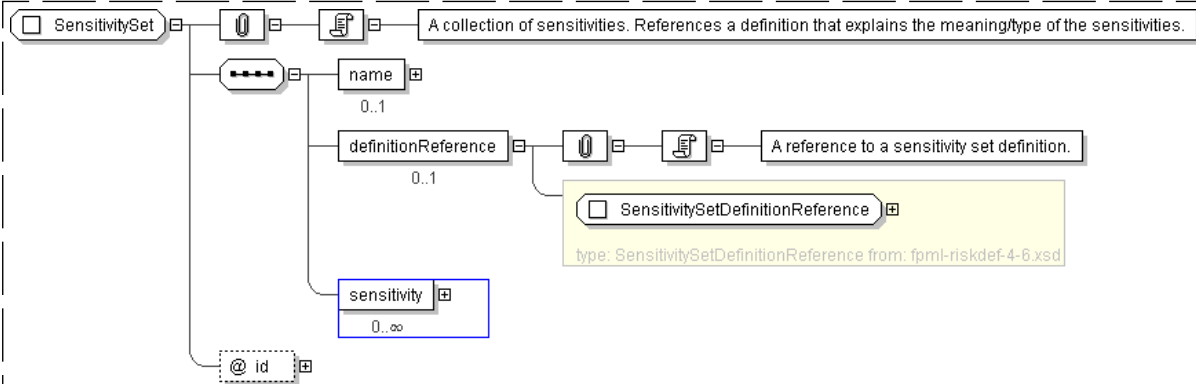 SensitivitySet
A collection of sensitivities. References a definition that explains the meaning/type of the sensitivities.
name
0..1
definitionReference
A reference to a sensitivity set definition.
0..1
SensitivitySetDefinitionReference
type: SensitivitySetDefinitionReference from: fpml-riskdef-4-6.xsd
sensitivity
0..∞
@ id